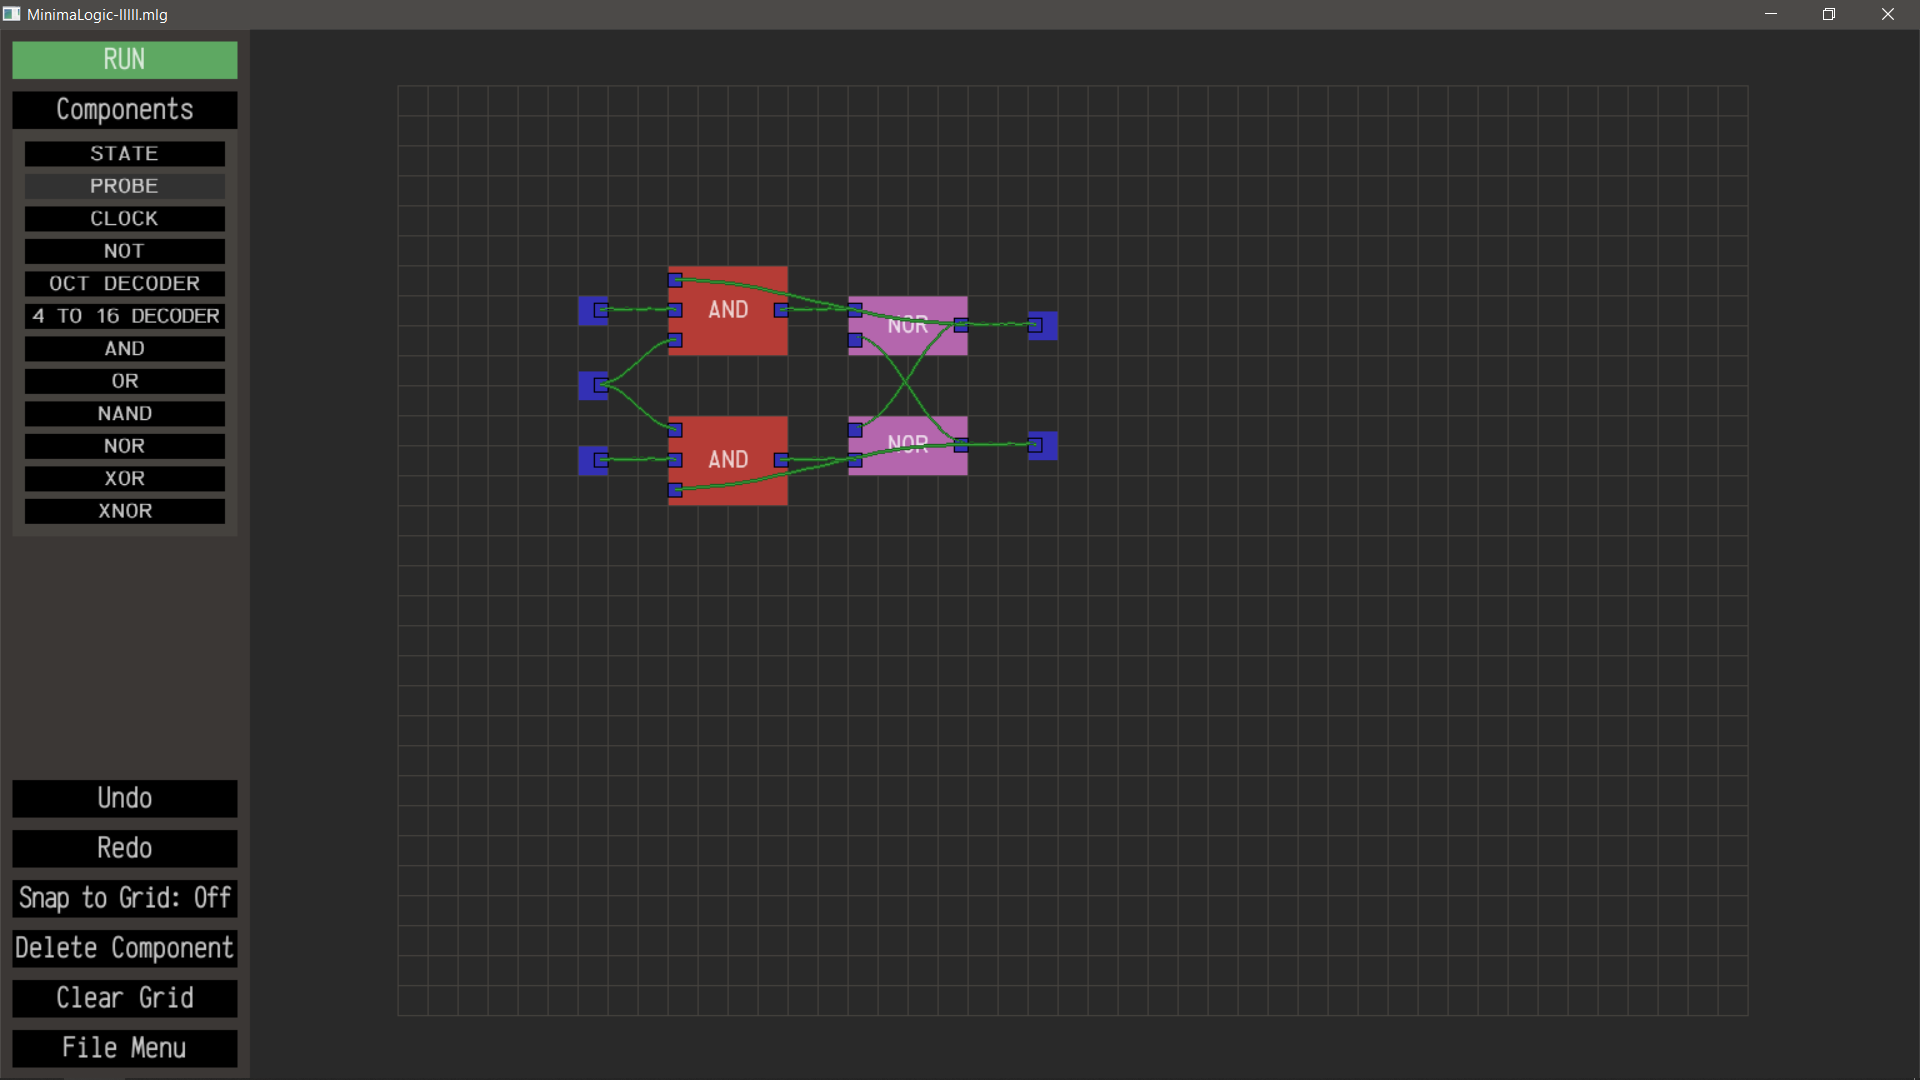 MinimaLogic-lllll.mlg
RUN
Components
STATE
PROBE
CLOCK
NOT
OCT DECODER
4 TO 16 DECODER
AND
OR
NAND
NOR
XOR
XNOR
Undo
Redo
Snap to Grid: Off
Delete Component
Clear Grid
File Menu
AND
NOR
AND
NOR